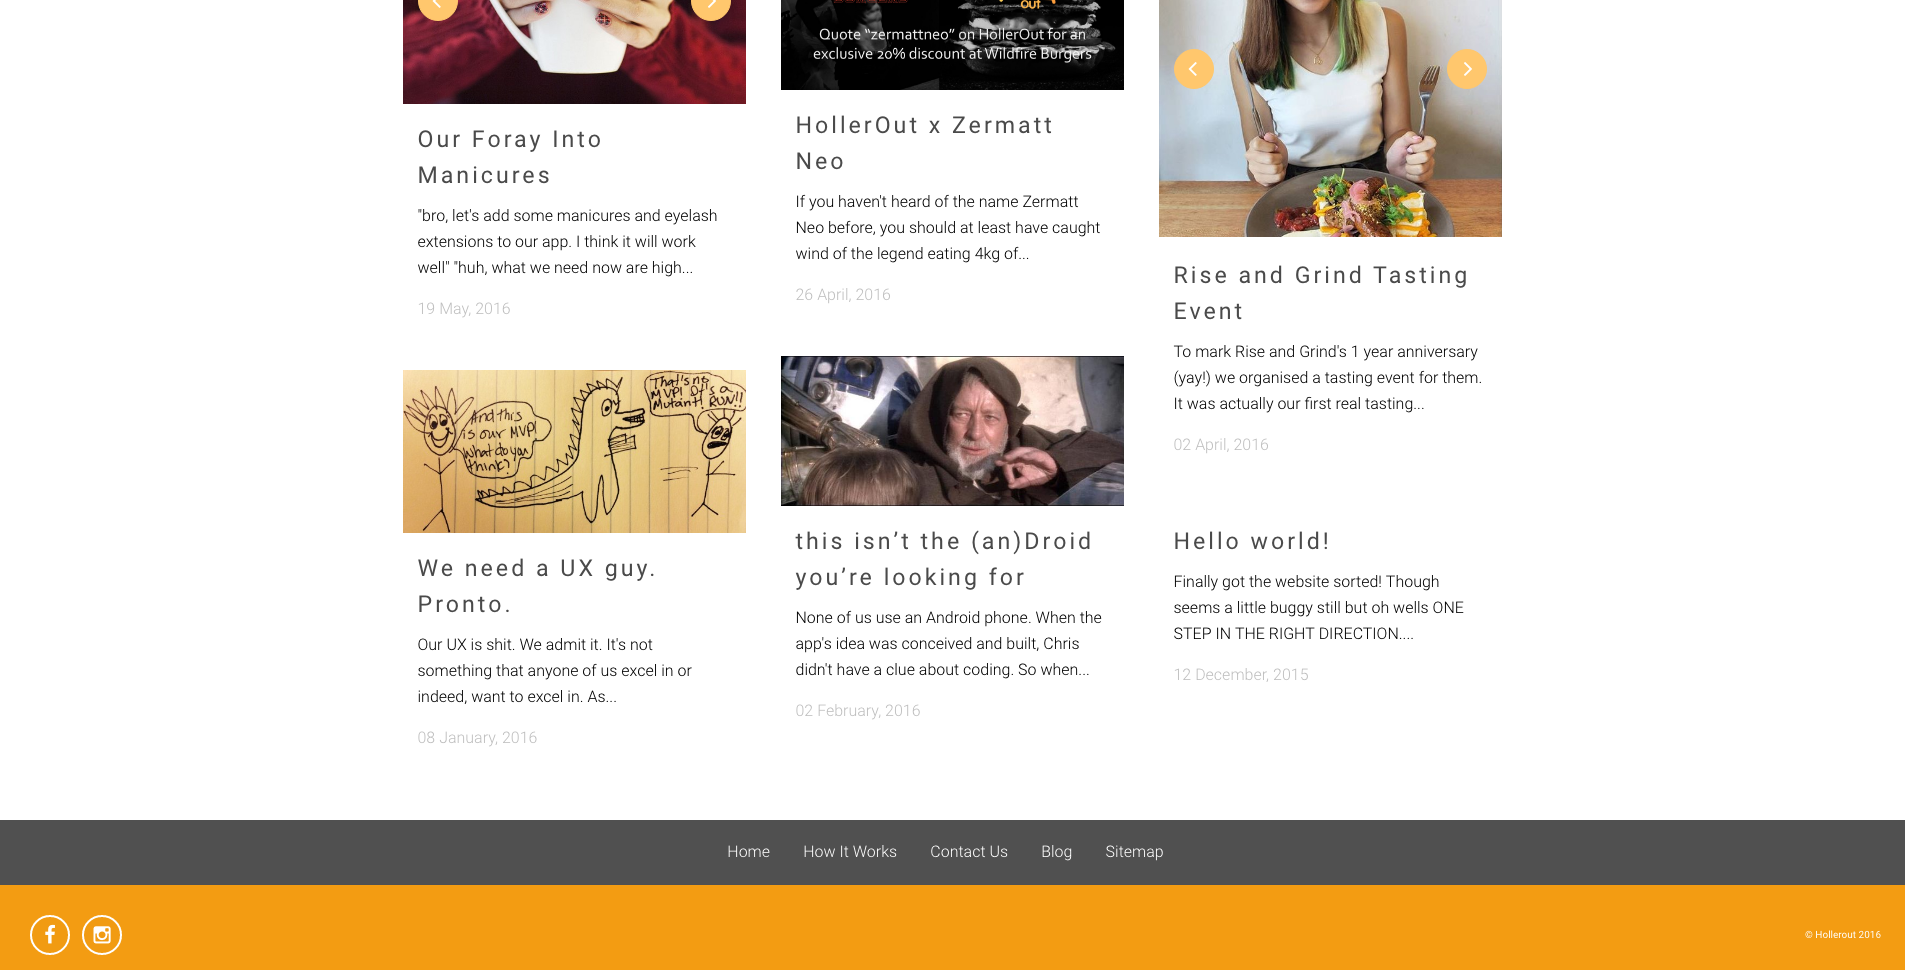 OUT
Quote “zermattneo” on HollerOut for an
exclusive 20% discount at Wildfire Burgers
Our Foray Into
Manicures
"bro, let's add some manicures and eyelash
extensions to our app. I think it will work
well" "huh, what we need now are high...
19 May, 2016
HollerOut x Zermatt
Neo
If you haven't heard of the name Zermatt
Neo before, you should at least have caught
wind of the legend eating 4kg of...
26 April, 2016
Rise and Grind Tasting
Event
To mark Rise and Grind's 1 year anniversary
(yay!) we organised a tasting event for them.
It was actually our first real tasting...
02 April, 2016
And this
is our MVP!
What do you
think?
That's no
MVP! It's a
Mutant! RUN!!
We need a UX guy.
Pronto.
Our UX is shit. We admit it. It's not
something that anyone of us excel in or
indeed, want to excel in. As...
08 January, 2016
this isn’t the (an)Droid
you’re looking for
None of us use an Android phone. When the
app's idea was conceived and built, Chris
didn't have a clue about coding. So when...
02 February, 2016
Hello world!
Finally got the website sorted! Though
seems a little buggy still but oh wells ONE
STEP IN THE RIGHT DIRECTION....
12 December, 2015
Home How It Works Contact Us Blog Sitemap
© Hollerout 2016